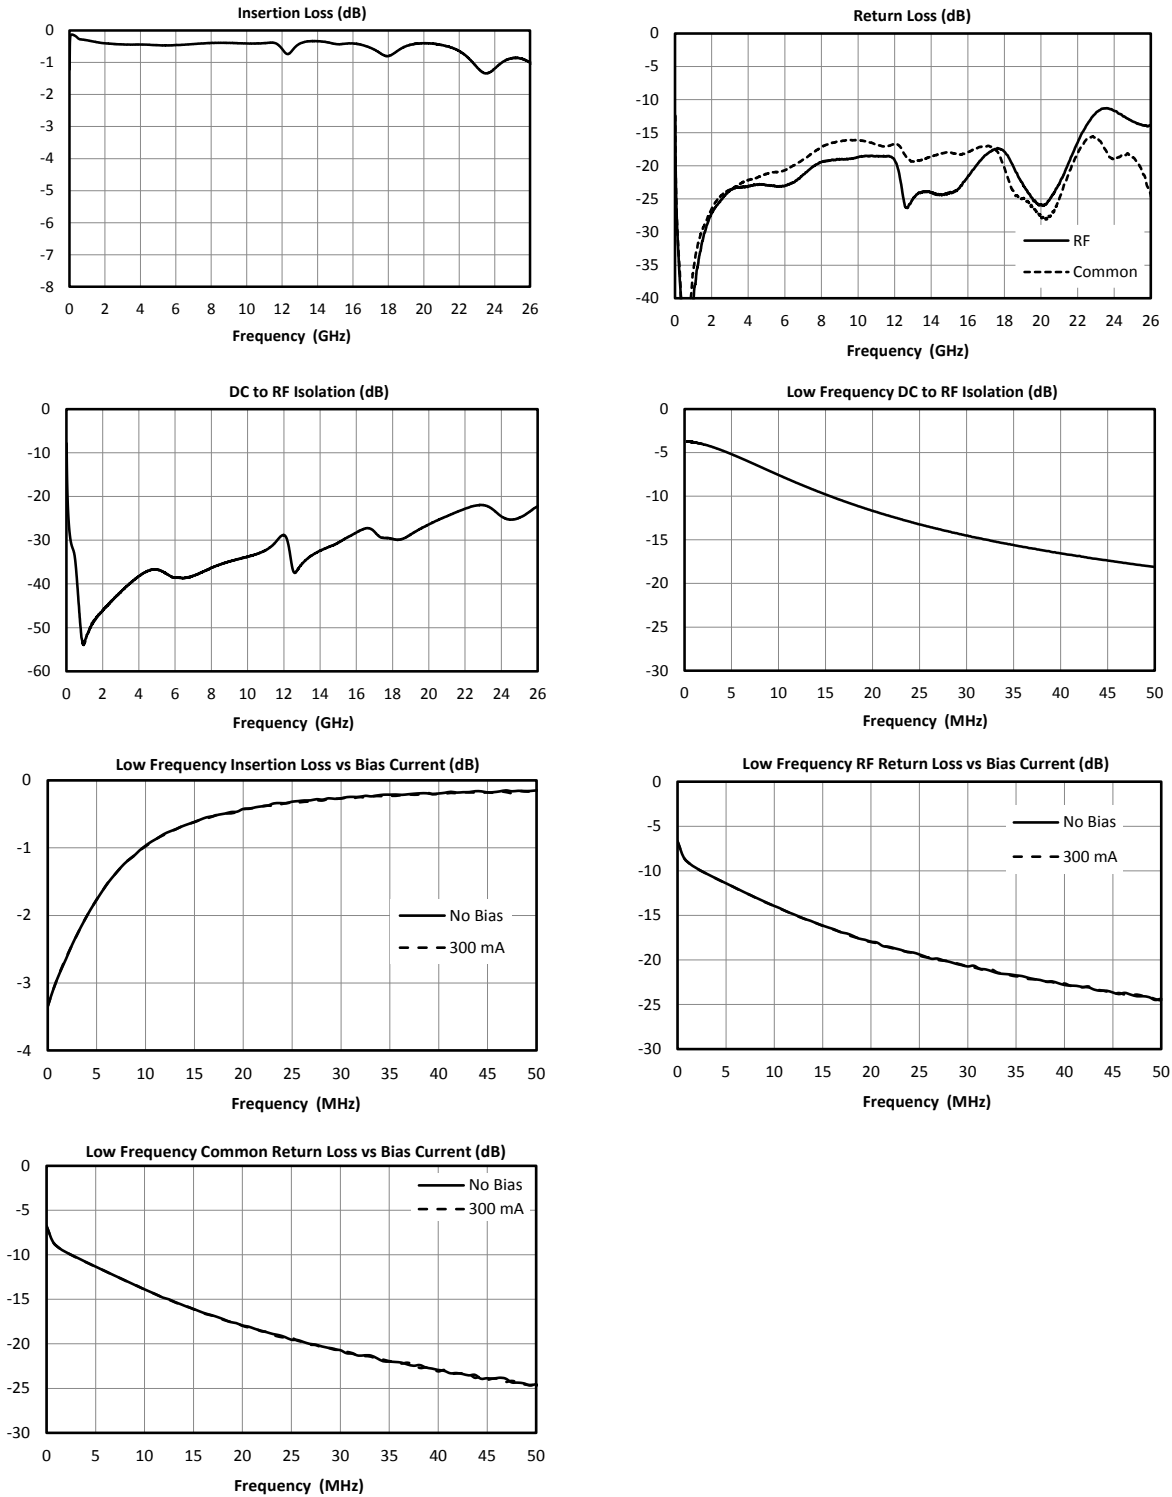 Insertion Loss (dB)
0
-1
-2
-3
-4
-5
-6
-7
-8
0 2 4 6 8 10 12 14 16 18 20 22 24 26
Frequency (GHz)
Return Loss (dB)
0
-5
-10
-15
-20
-25
-30
-35
-40
RF
Common
0 2 4 6 8 10 12 14 16 18 20 22 24 26
Frequency (GHz)
DC to RF Isolation (dB)
0
-10
-20
-30
-40
-50
-60
0 2 4 6 8 10 12 14 16 18 20 22 24 26
Frequency (GHz)
Low Frequency DC to RF Isolation (dB)
0
-5
-10
-15
-20
-25
-30
0 5 10 15 20 25 30 35 40 45 50
Frequency (MHz)
Low Frequency Insertion Loss vs Bias Current (dB)
0
-1
-2
-3
-4
No Bias
300 mA
0 5 10 15 20 25 30 35 40 45 50
Frequency (MHz)
Low Frequency RF Return Loss vs Bias Current (dB)
0
-5
-10
-15
-20
-25
-30
No Bias
300 mA
0 5 10 15 20 25 30 35 40 45 50
Frequency (MHz)
Low Frequency Common Return Loss vs Bias Current (dB)
0
-5
-10
-15
-20
-25
-30
No Bias
300 mA
0 5 10 15 20 25 30 35 40 45 50
Frequency (MHz)